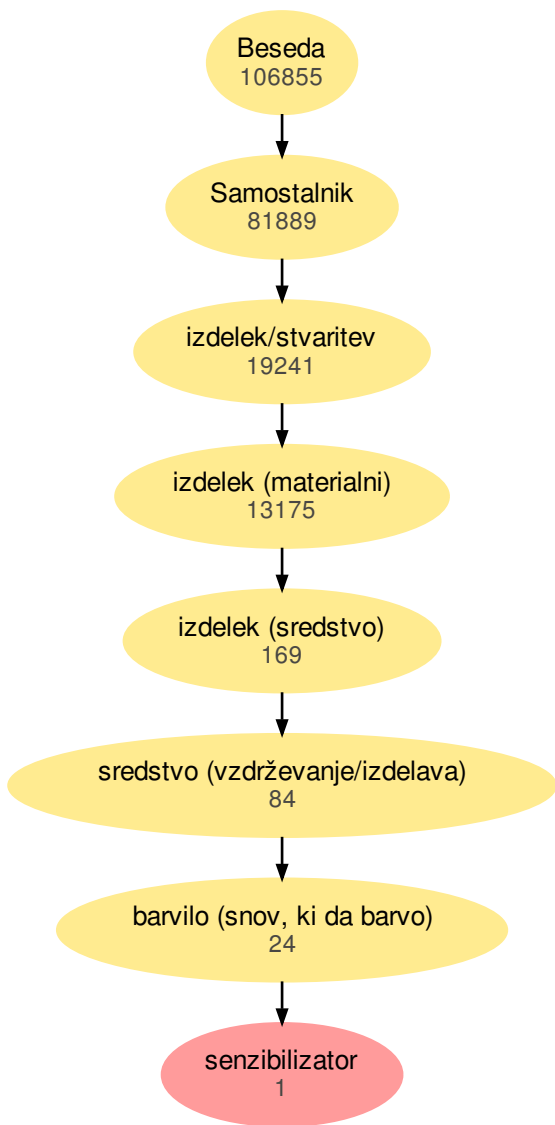 Beseda
106855
Samostalnik
81889
izdelek/stvaritev
19241
izdelek (materialni)
13175
izdelek (sredstvo)
169
sredstvo (vzdrževanje/izdelava)
84
barvilo (snov, ki da barvo)
24
senzibilizator
1